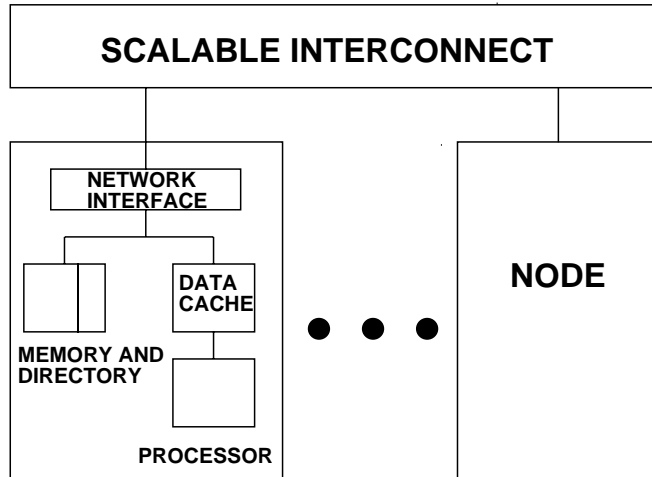 SCALABLE INTERCONNECT
NETWORK
INTERFACE
DATA
CACHE
MEMORY AND
DIRECTORY
PROCESSOR
NODE